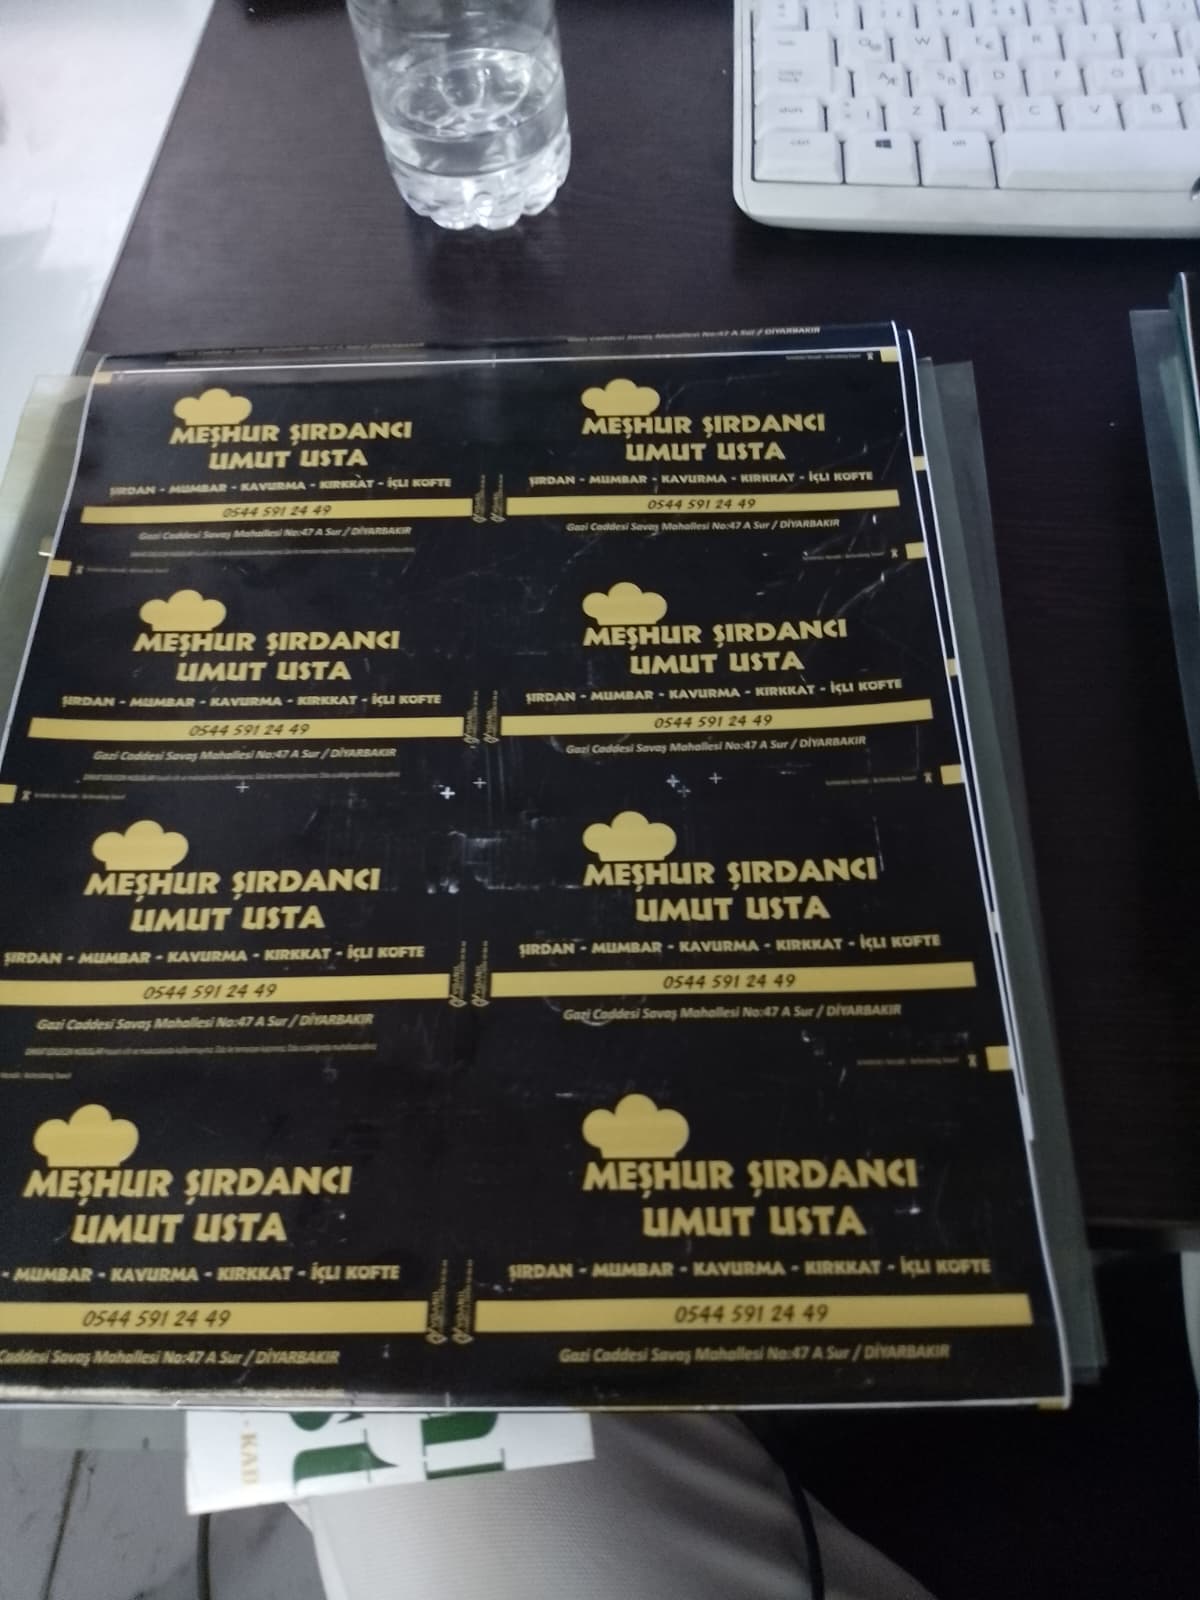 Gazi Caddesi Savaş Mahallesi No:47 A Sur / DİYARBAKIR
MEŞHUR ŞIRDANCI
UMUT USTA
ŞIRDAN - MUMBAR - KAVURMA - KIRKKAT - İÇLİ KOFTE
0544 591 24 49
Gazi Caddesi Savaş Mahallesi No:47 A Sur / DİYARBAKIR
MEŞHUR ŞIRDANCI
UMUT USTA
ŞIRDAN - MUMBAR - KAVURMA - KIRKKAT - İÇLİ KOFTE
0544 591 24 49
Gazi Caddesi Savaş Mahallesi No:47 A Sur / DİYARBAKIR
MEŞHUR ŞIRDANCI
UMUT USTA
ŞIRDAN - MUMBAR - KAVURMA - KIRKKAT - İÇLİ KOFTE
0544 591 24 49
Gazi Caddesi Savaş Mahallesi No:47 A Sur / DİYARBAKIR
MEŞHUR ŞIRDANCI
UMUT USTA
ŞIRDAN - MUMBAR - KAVURMA - KIRKKAT - İÇLİ KOFTE
0544 591 24 49
Gazi Caddesi Savaş Mahallesi No:47 A Sur / DİYARBAKIR
MEŞHUR ŞIRDANCI
UMUT USTA
ŞIRDAN - MUMBAR - KAVURMA - KIRKKAT - İÇLİ KOFTE
0544 591 24 49
Gazi Caddesi Savaş Mahallesi No:47 A Sur / DİYARBAKIR
MEŞHUR ŞIRDANCI
UMUT USTA
ŞIRDAN - MUMBAR - KAVURMA - KIRKKAT - İÇLİ KOFTE
0544 591 24 49
Gazi Caddesi Savaş Mahallesi No:47 A Sur / DİYARBAKIR
MEŞHUR ŞIRDANCI
UMUT USTA
- MUMBAR - KAVURMA - KIRKKAT - İÇLİ KOFTE
0544 591 24 49
Caddesi Savaş Mahallesi No:47 A Sur / DİYARBAKIR
MEŞHUR ŞIRDANCI
UMUT USTA
ŞIRDAN - MUMBAR - KAVURMA - KIRKKAT - İÇLİ KOFTE
0544 591 24 49
Gazi Caddesi Savaş Mahallesi No:47 A Sur / DİYARBAKIR